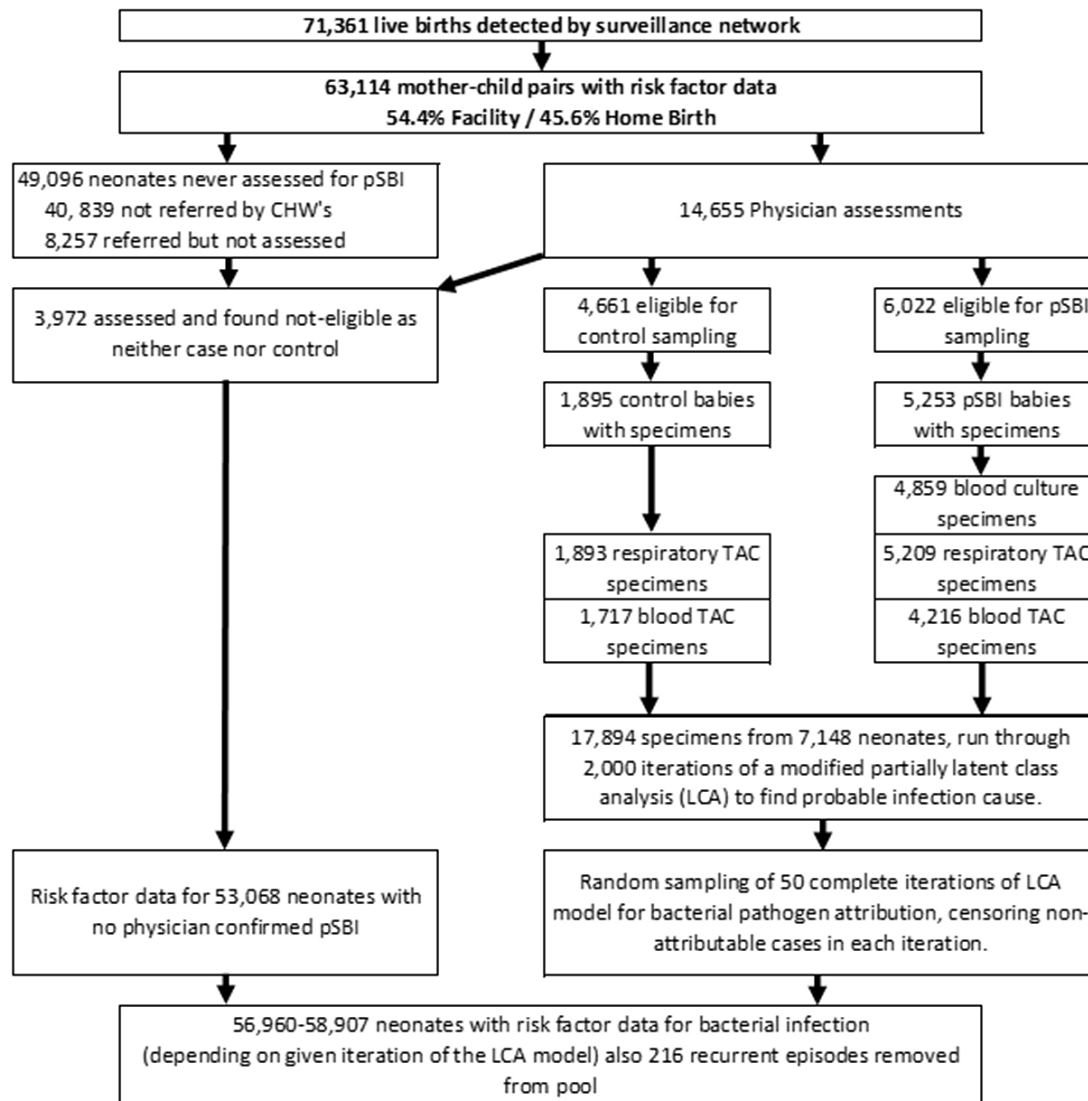 71,361 live births detected by surveillance network
63,114 mother-child pairs with risk factor data
54.4% Facility / 45.6% Home Birth
49,096 neonates never assessed for pSBI
40, 839 not referred by CHW's
8,257 referred but not assessed
14,655 Physician assessments
3,972 assessed and found not-eligible as
neither case nor control
4,661 eligible for
control sampling
6,022 eligible for pSBI
sampling
1,895 control babies
with specimens
5,253 pSBI babies
with specimens
4,859 blood culture
specimens
1,893 respiratory TAC
specimens
5,209 respiratory TAC
specimens
1,717 blood TAC
specimens
4,216 blood TAC
specimens
17,894 specimens from 7,148 neonates, run through
2,000 iterations of a modified partially latent class
analysis (LCA) to find probable infection cause.
Risk factor data for 53,068 neonates with
no physician confirmed pSBI
Random sampling of 50 complete iterations of LCA
model for bacterial pathogen attribution, censoring non-
attributable cases in each iteration.
56,960-58,907 neonates with risk factor data for bacterial infection
(depending on given iteration of the LCA model) also 216 recurrent episodes removed
from pool